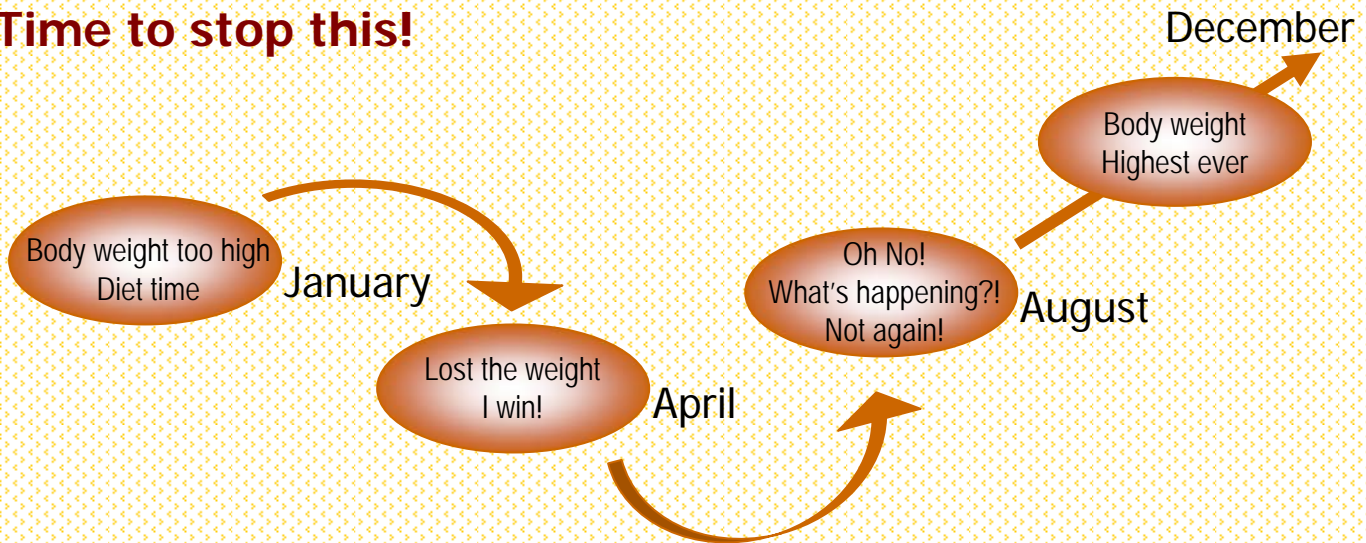 Time to stop this!
December
Body weight
Highest ever
Body weight too high
Diet time
January
Oh No!
What's happening?!
Not again!
August
Lost the weight
I win!
April